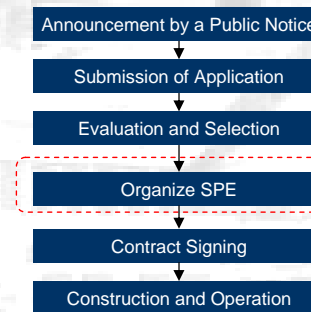 Announcement by a Public Notice
Submission of Application
Evaluation and Selection
Organize SPE
Contract Signing
Construction and Operation